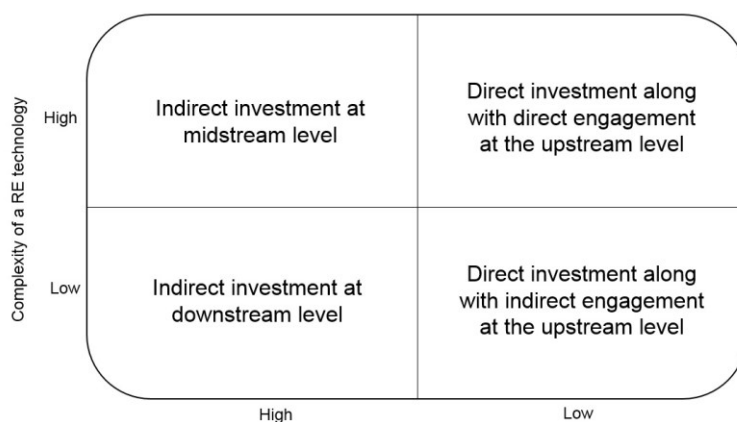 Complexity of a RE technology
High
Indirect investment at
midstream level
Direct investment along
with direct engagement
at the upstream level
Low
Indirect investment at
downstream level
Direct investment along
with indirect engagement
at the upstream level
High
Low